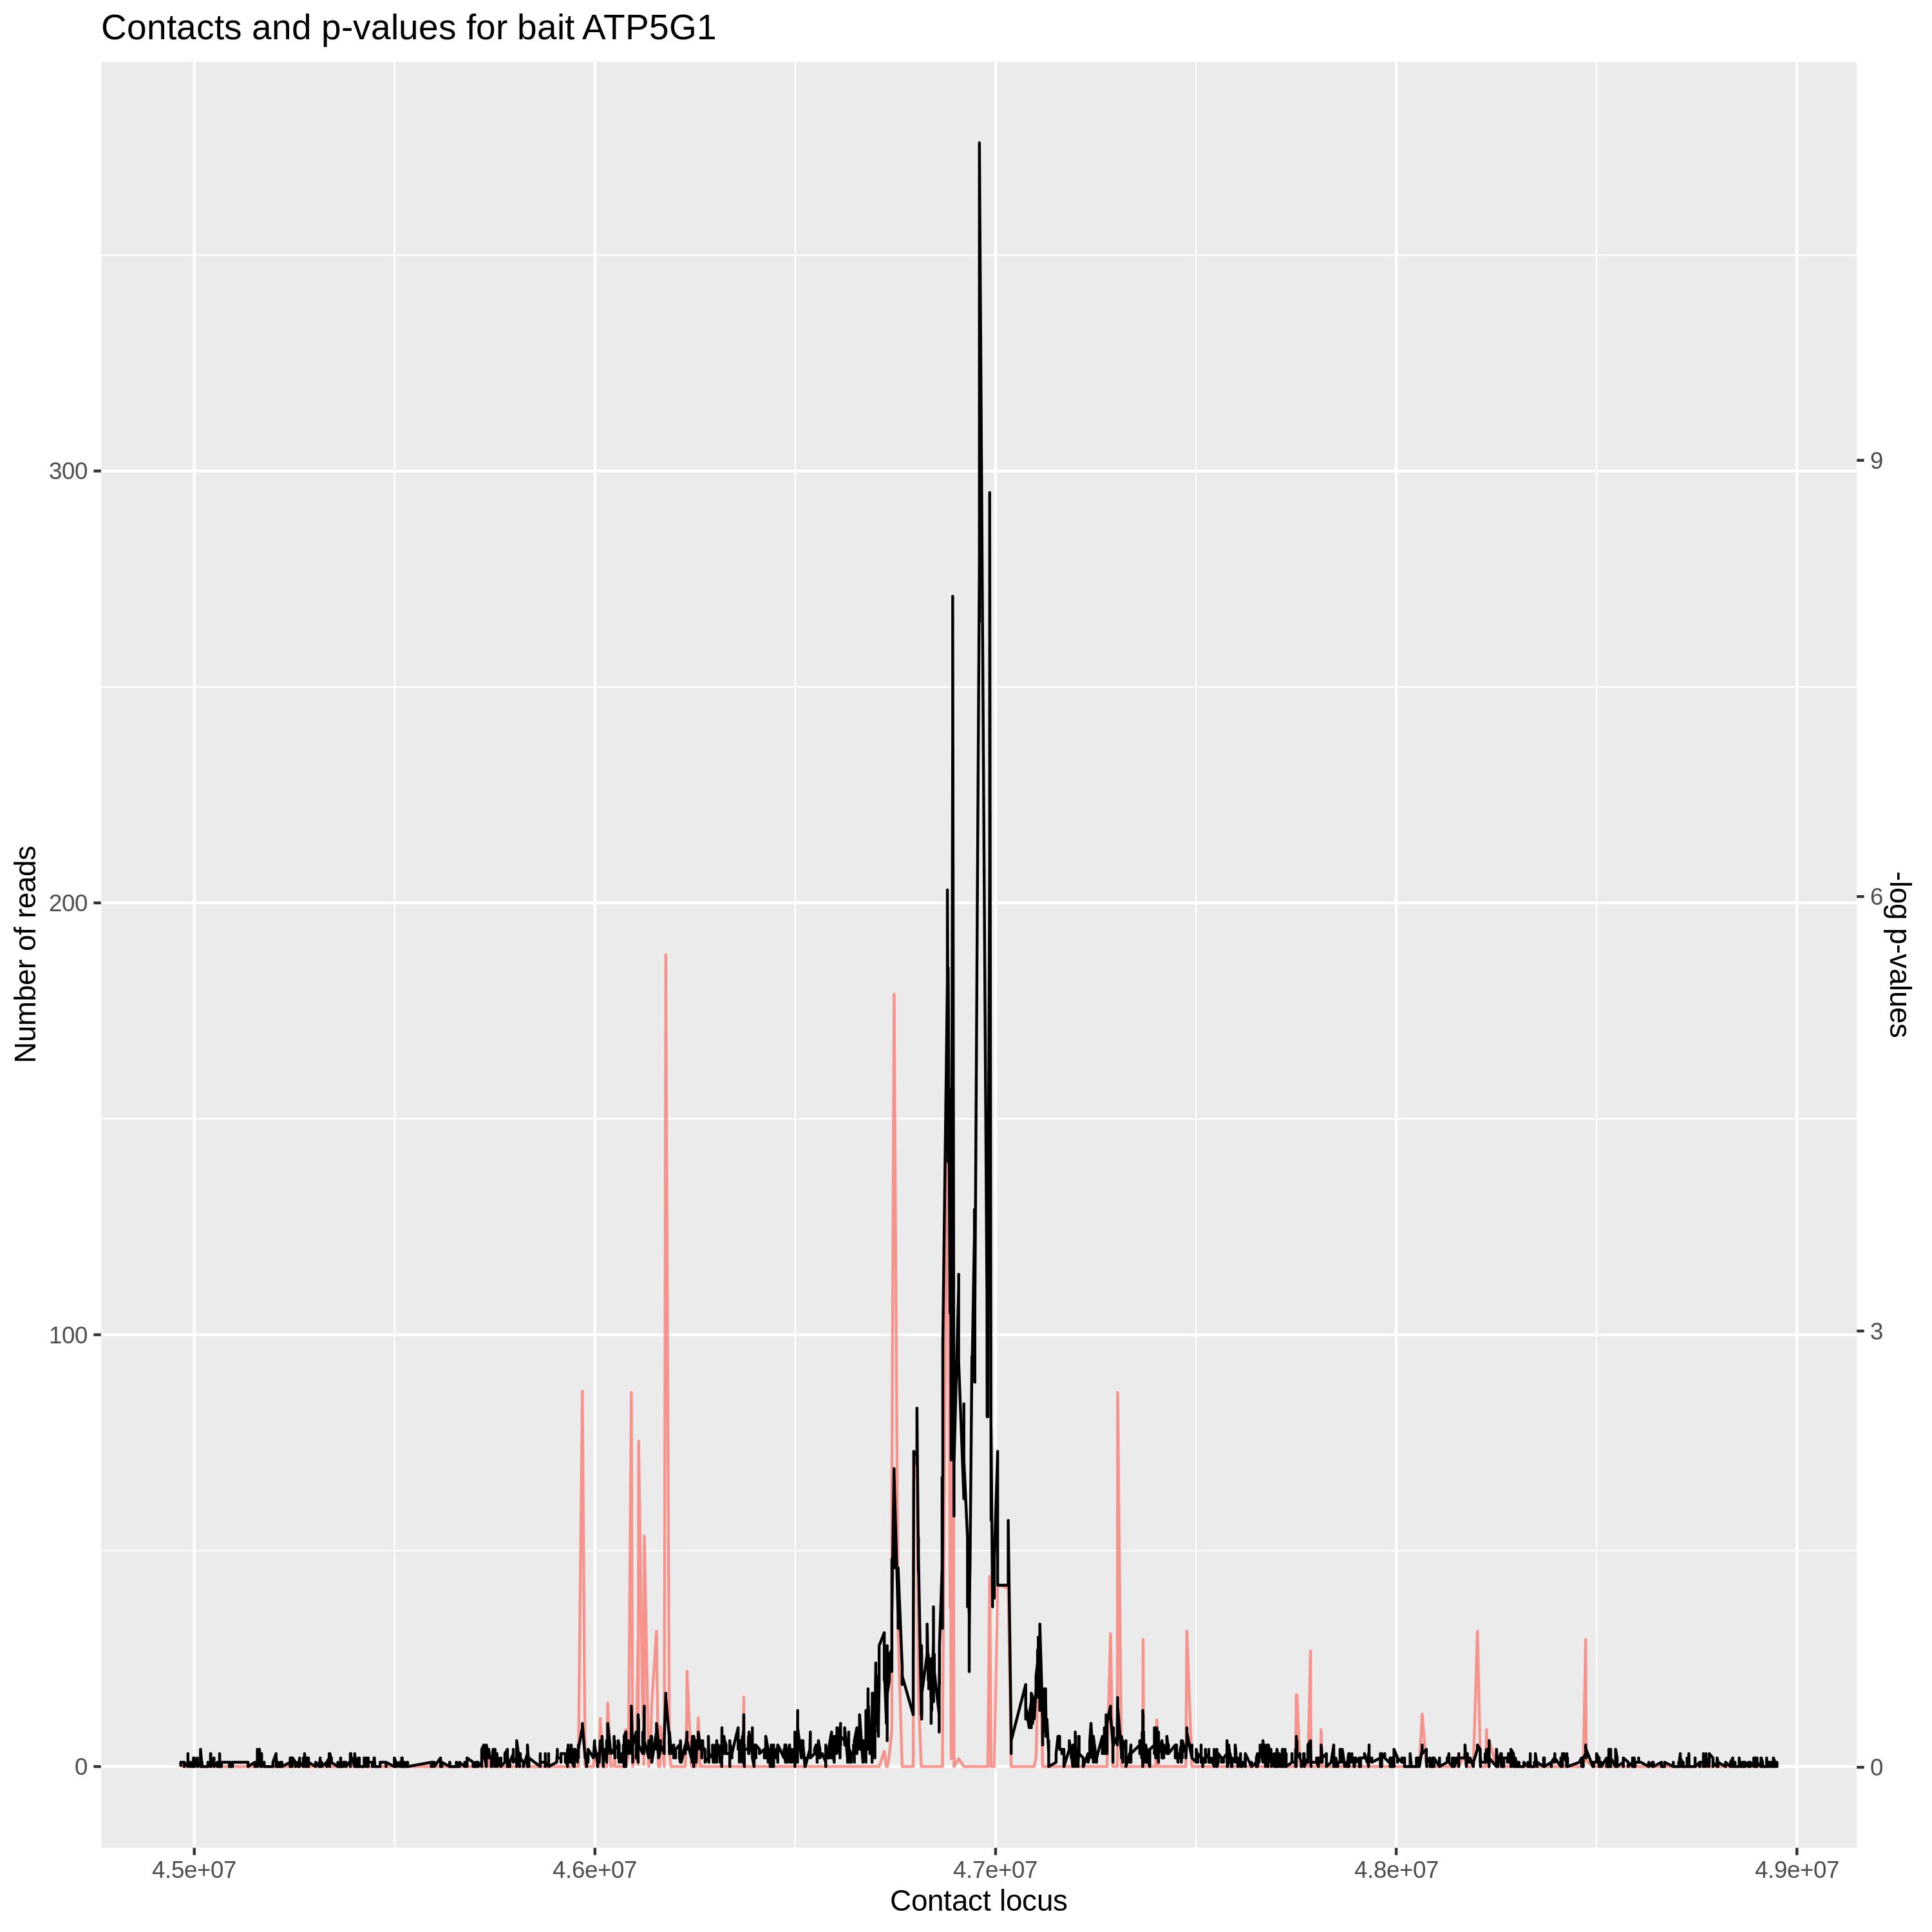 Contacts and p-values for bait ATP5G1
Number of reads
300
200
100
0
9
6
3
0
-log p-values
4.5e+07 4.6e+07 4.7e+07 4.8e+07 4.9e+07
Contact locus